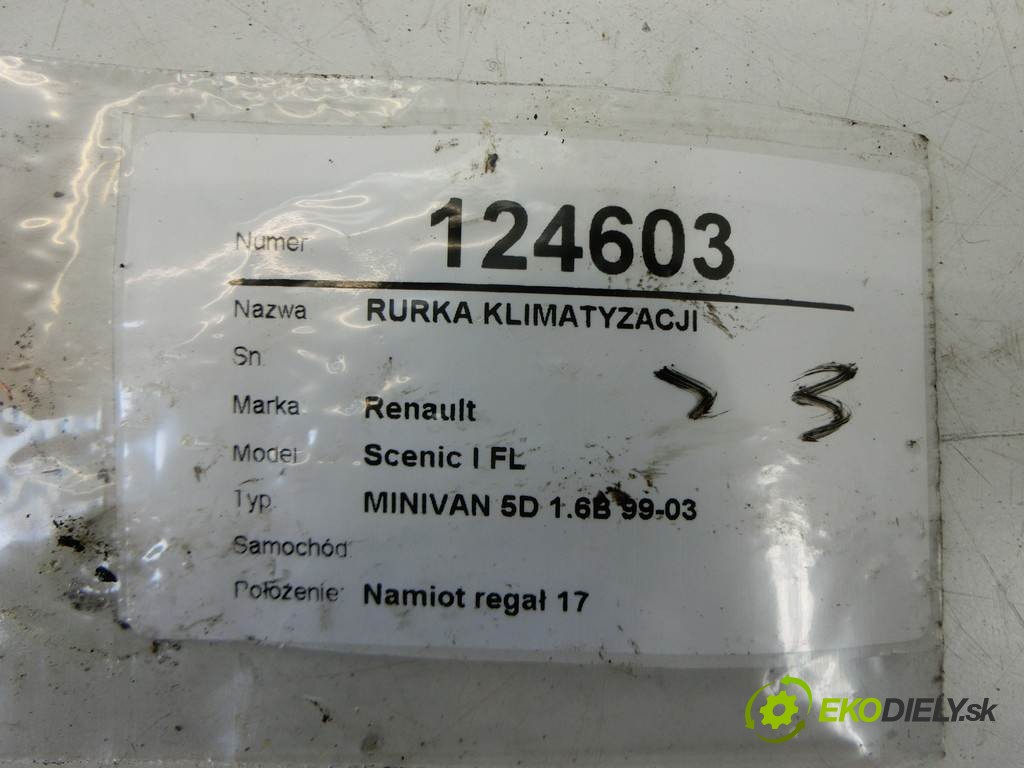 Numer 124603
Nazwa RURKA KLIMATYZACJI
Sn
Marka Renault
Model Scenic I FL
Typ MINIVAN 5D 1.6B 99-03
Samochód:
Położenie: Namiot regał 17
EKODIELY.sk